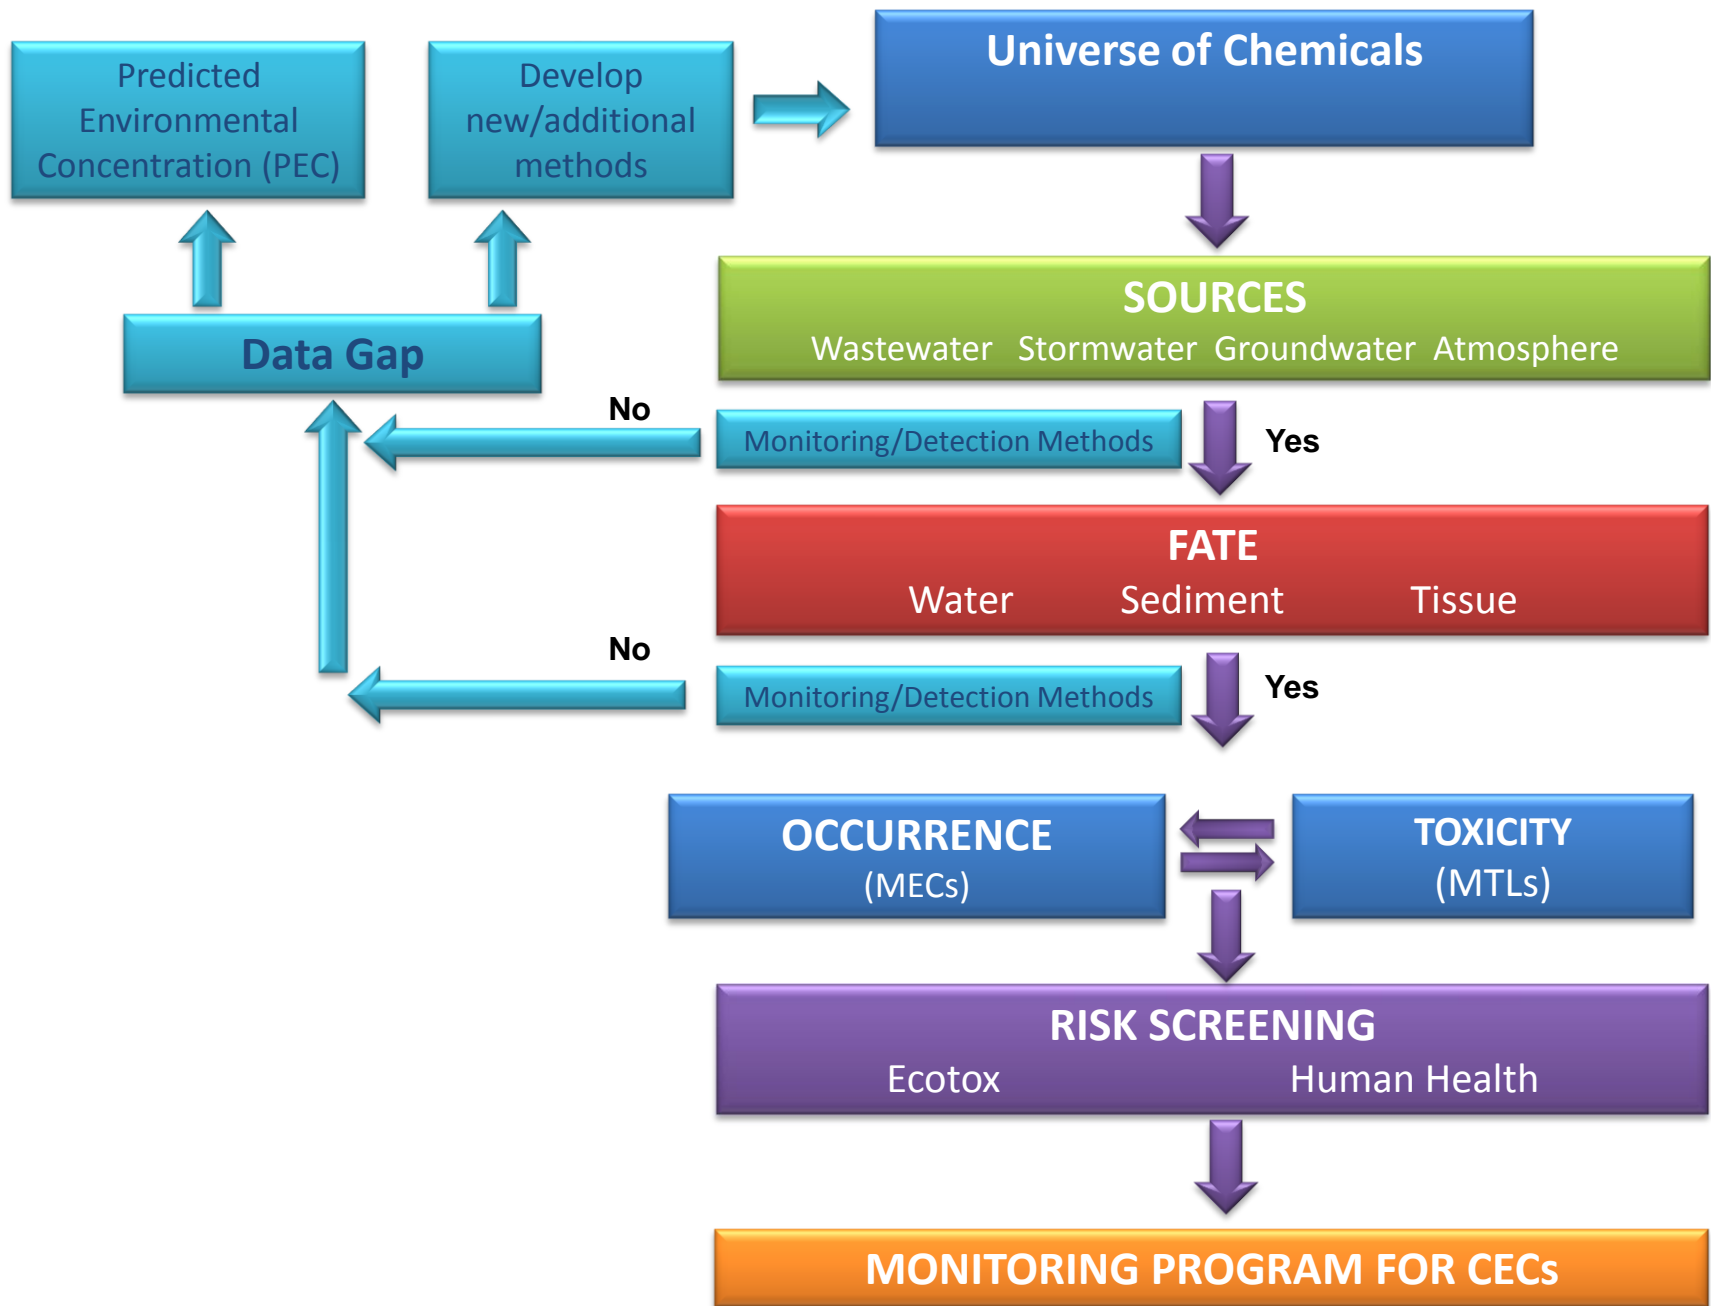 Predicted
Environmental
Concentration (PEC)
Develop
new/additional
methods
Universe of Chemicals
SOURCES
Wastewater Stormwater Groundwater Atmosphere
Data Gap
No
Monitoring/Detection Methods
Yes
FATE
Water Sediment Tissue
No
Monitoring/Detection Methods
Yes
OCCURRENCE
(MECs)
TOXICITY
(MTLs)
RISK SCREENING
Ecotox Human Health
MONITORING PROGRAM FOR CECs